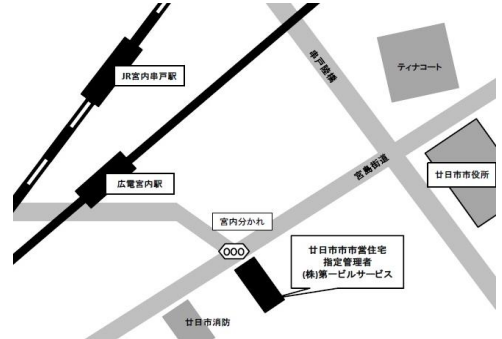 JR宮内串戸駅
串戸陸橋
ティナコート
広電宮内駅
宮島街道
廿日市市役所
宮内分かれ
廿日市市市営住宅
指定管理者
(株)第一ビルサービス
廿日市消防